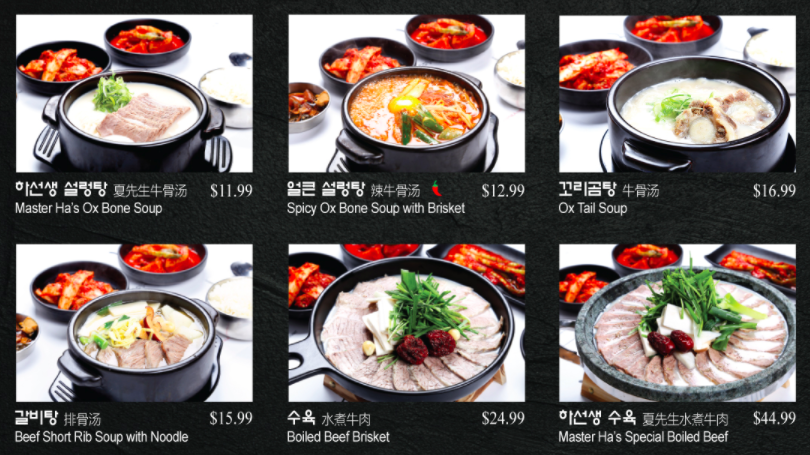 하선생 설렁탕 夏先生牛骨汤 $11.99
Master Ha's Ox Bone Soup
얼큰 설렁탕 辣牛骨汤 $12.99
Spicy Ox Bone Soup with Brisket
꼬리곰탕 牛骨汤 $16.99
Ox Tail Soup
갈비탕 排骨汤 $15.99
Beef Short Rib Soup with Noodle
수육 水煮牛肉 $24.99
Boiled Beef Brisket
하선생 수육 夏先生水煮牛肉 $44.99
Master Ha's Special Boiled Beef